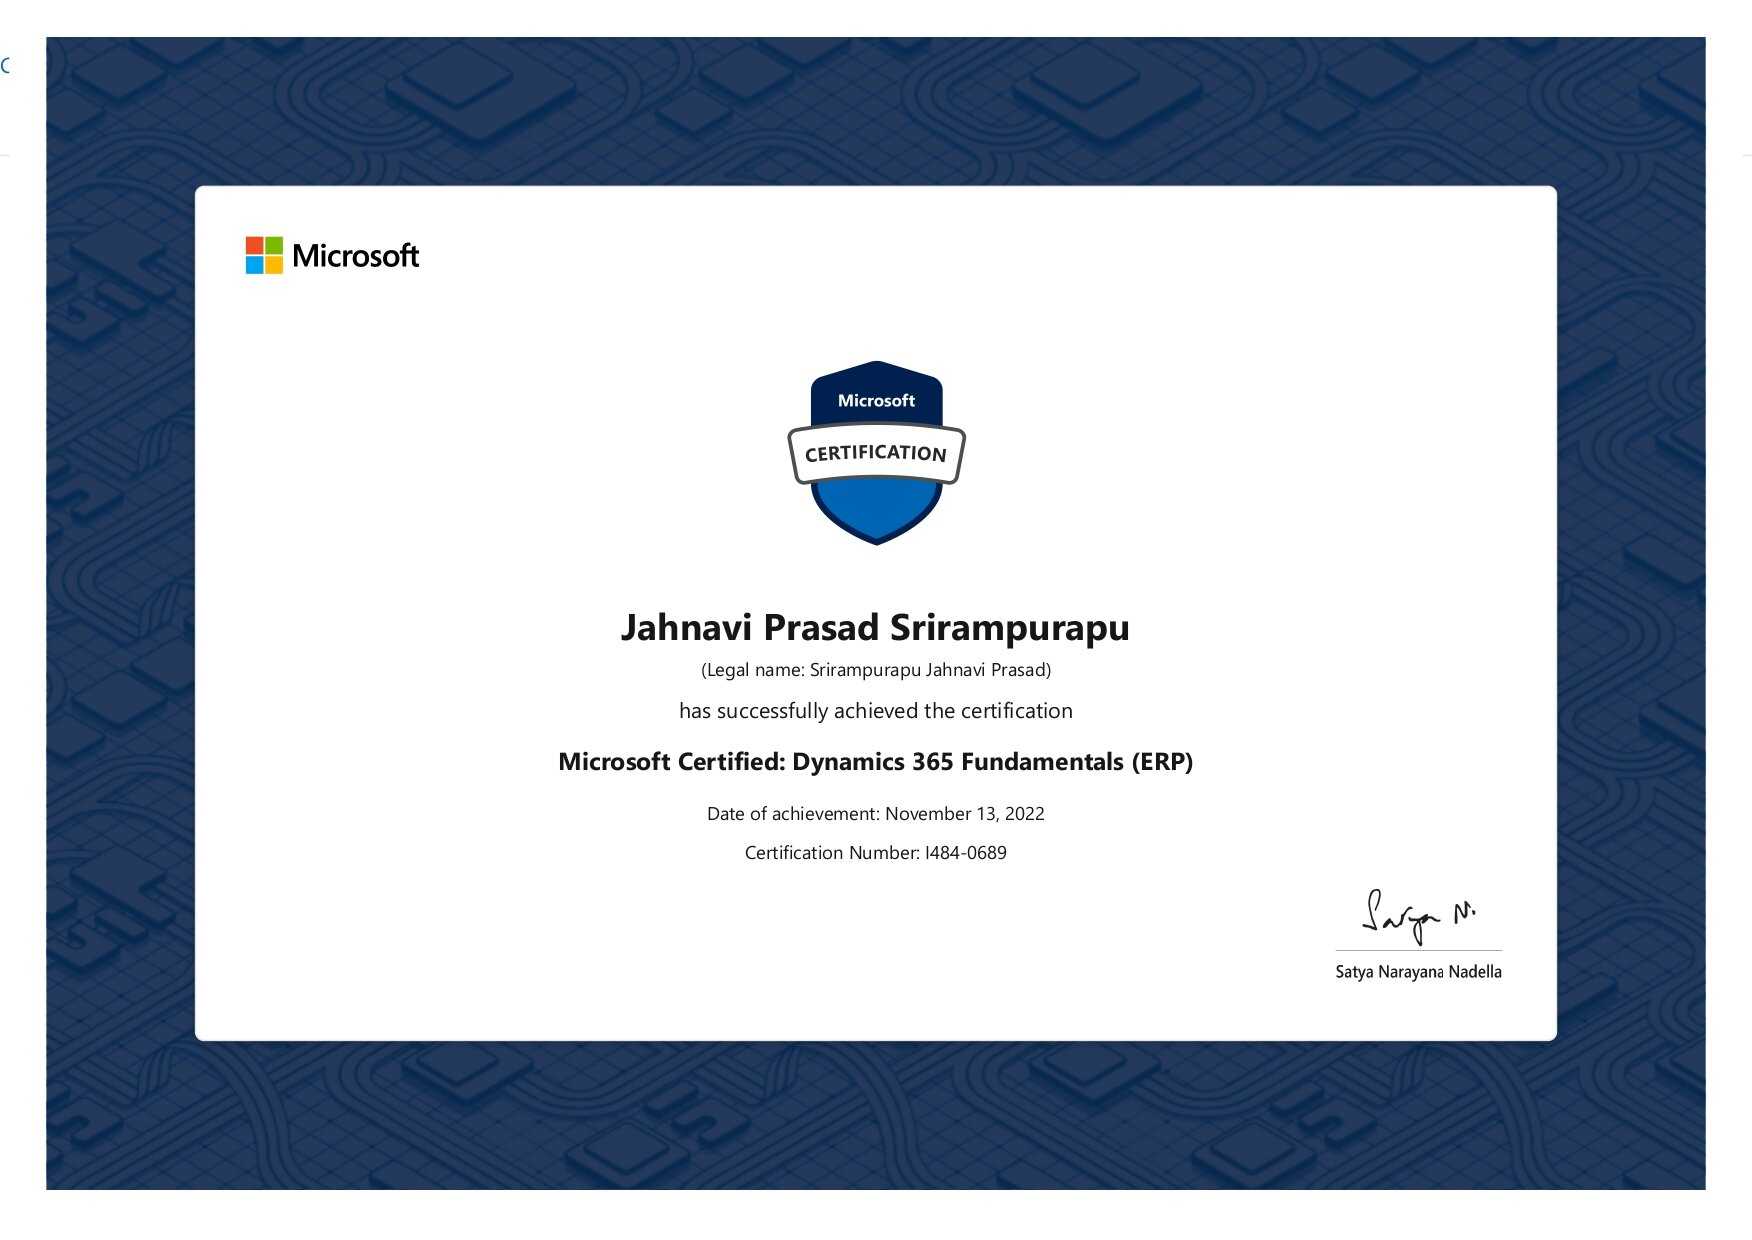 Microsoft
Microsoft
CERTIFICATION
Jahnavi Prasad Srirampurapu
(Legal name: Srirampurapu Jahnavi Prasad)
has successfully achieved the certification
Microsoft Certified: Dynamics 365 Fundamentals (ERP)
Date of achievement: November 13, 2022
Certification Number: I484-0689
Satya N.
Satya Narayana Nadella